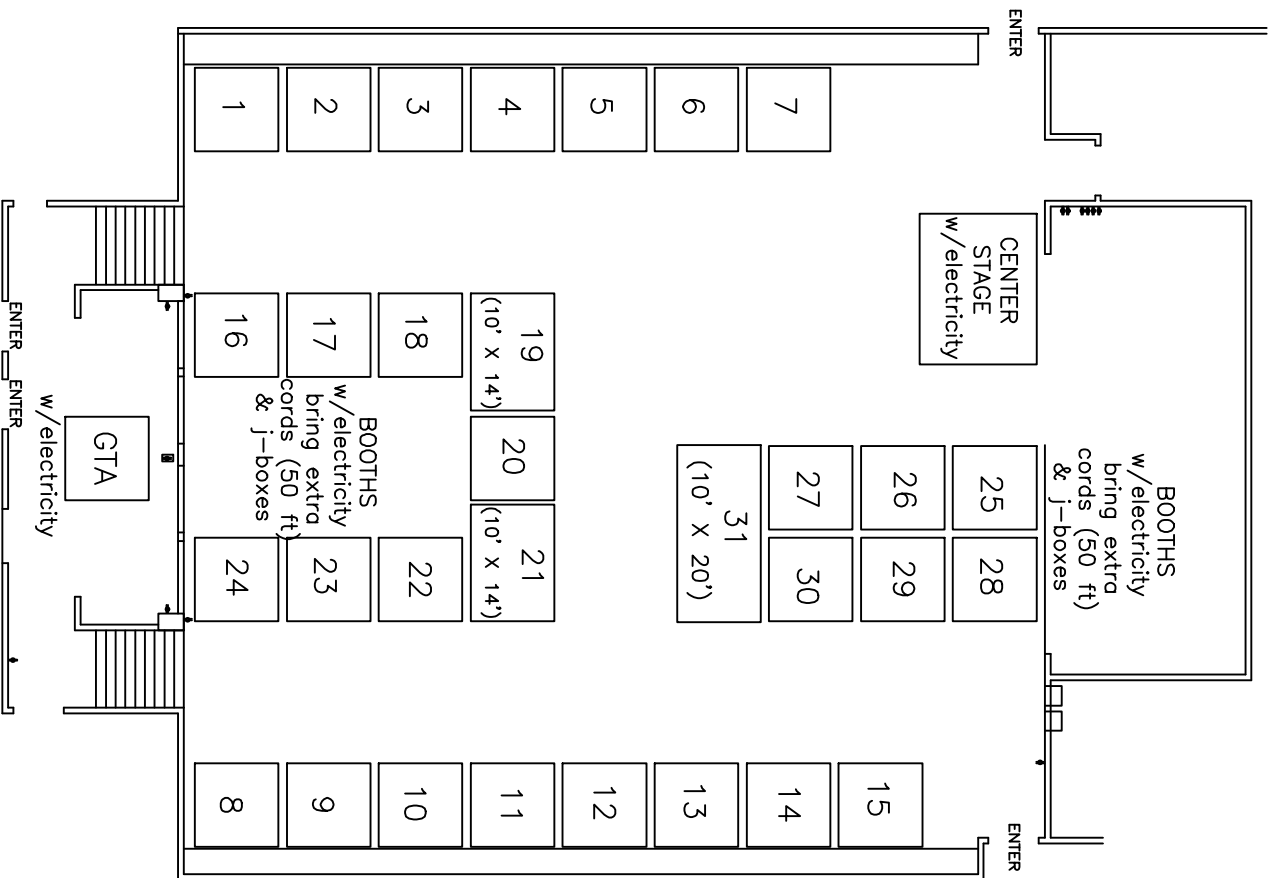 ENTER
1
2
3
4
5
6
7
CENTER
STAGE
w/electricity
16
17
18
19
(10' X 14')
20
21
(10' X 14')
22
23
24
BOOTHS
w/electricity
bring extra
cords (50 ft)
& j-boxes
ENTER
ENTER
GTA
w/electricity
25
26
27
28
29
30
31
(10' X 20')
BOOTHS
w/electricity
bring extra
cords (50 ft)
& j-boxes
8
9
10
11
12
13
14
15
ENTER